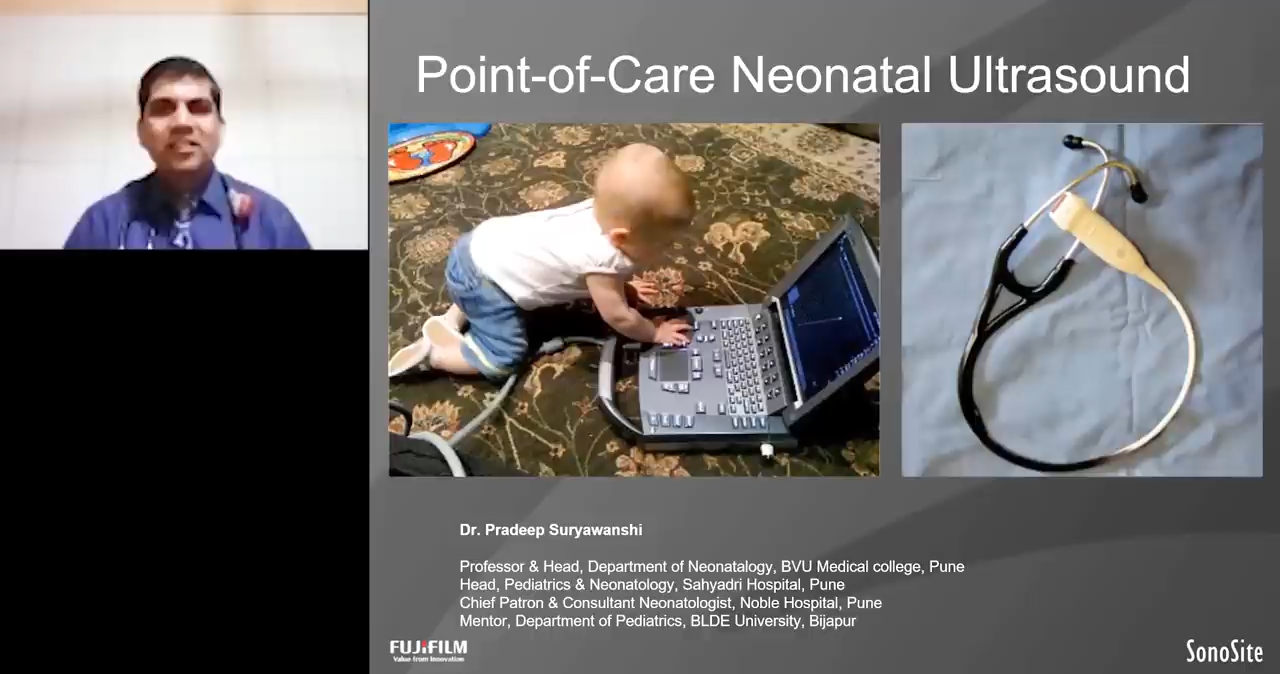 Point-of-Care Neonatal Ultrasound
Dr. Pradeep Suryawanshi
Professor & Head, Department of Neonatalogy, BVU Medical college, Pune
Head, Pediatrics & Neonatology, Sahyadri Hospital, Pune
Chief Patron & Consultant Neonatologist, Noble Hospital, Pune
Mentor, Department of Pediatrics, BLDE University, Bijapur
FUJIFILM
Value from Innovation
SonoSite